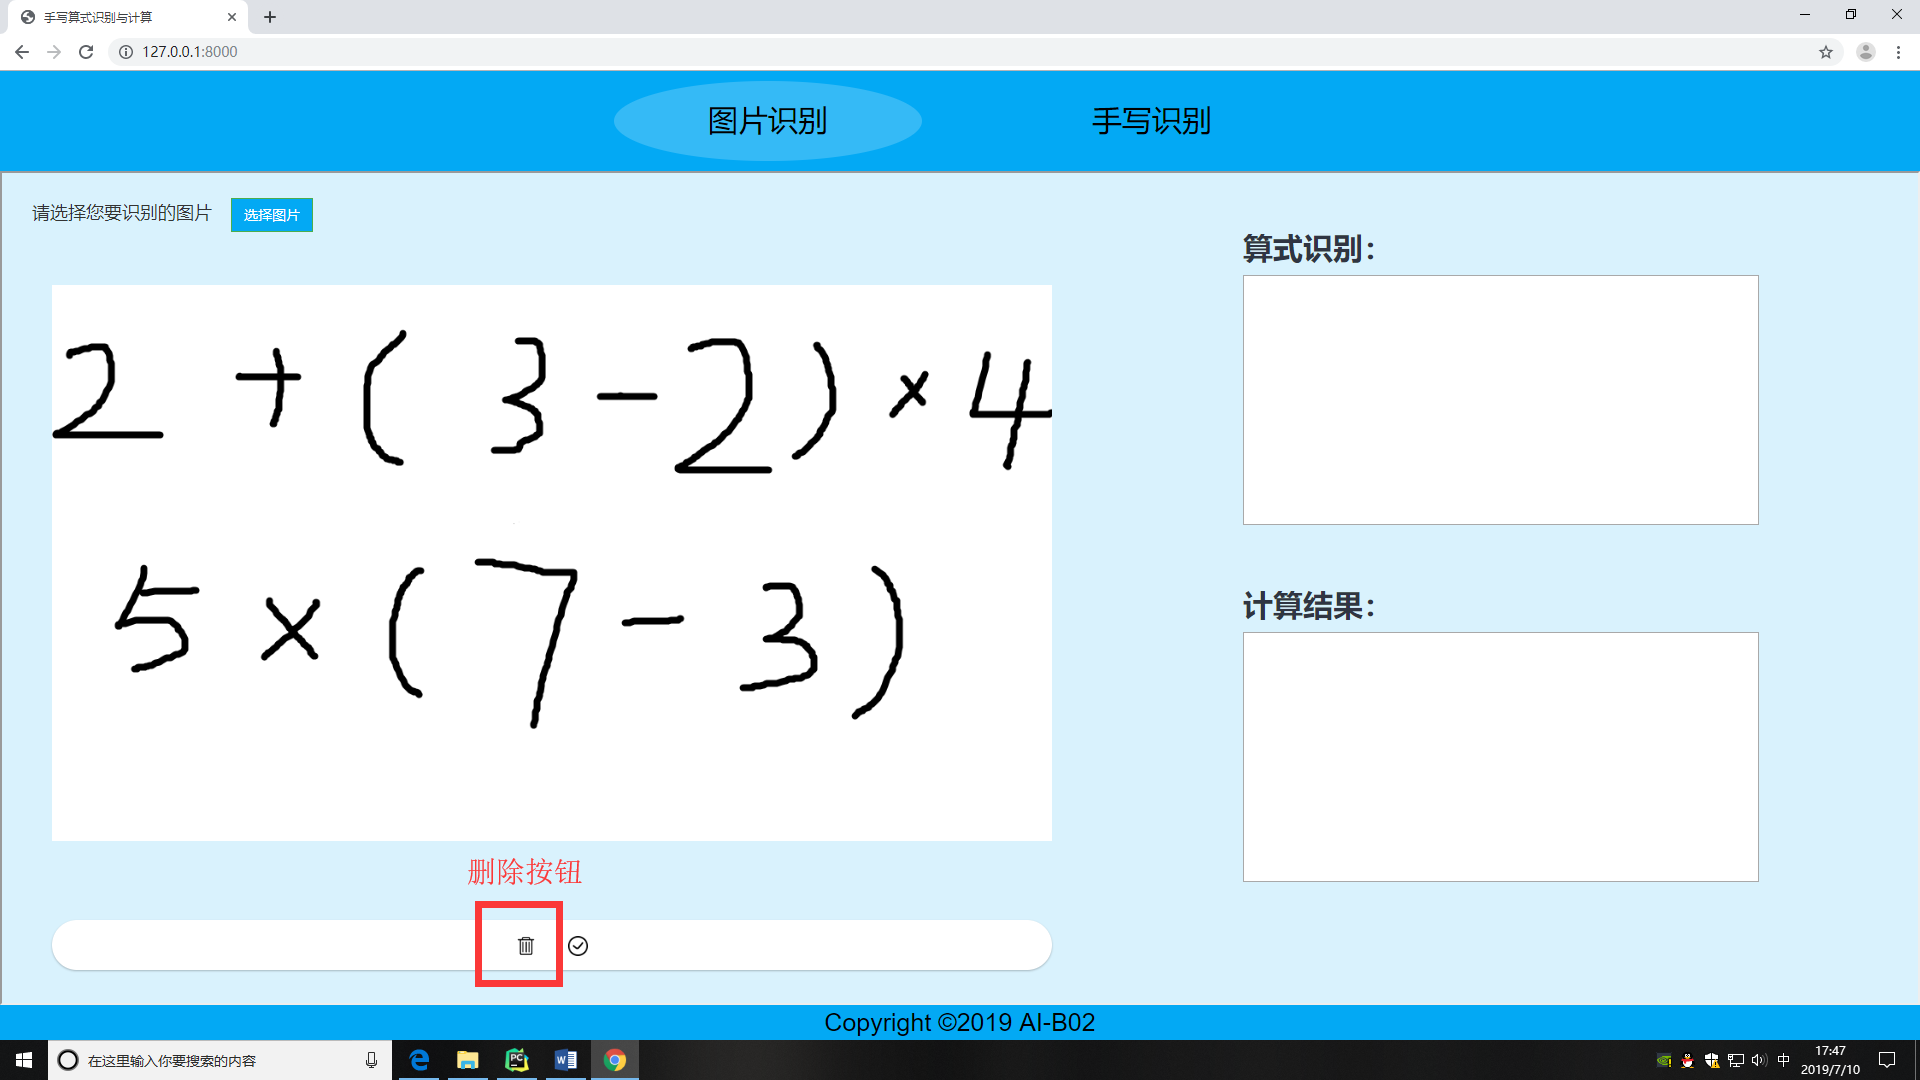 手写算式识别与计算
127.0.0.1:8000
图片识别 手写识别
请选择您要识别的图片 选择图片
算式识别：
2 + ( 3 - 2 ) × 4
5 × ( 7 - 3 )
计算结果：
删除按钮
Copyright ©2019 AI-B02
在这里输入你要搜索的内容
中
17:47
2019/7/10